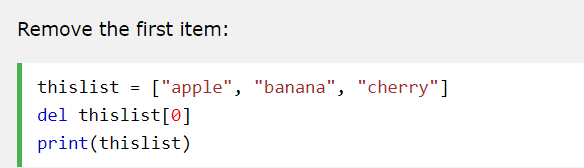 Remove the first item:
thislist = ["apple", "banana", "cherry"]
del thislist[0]
print(thislist)